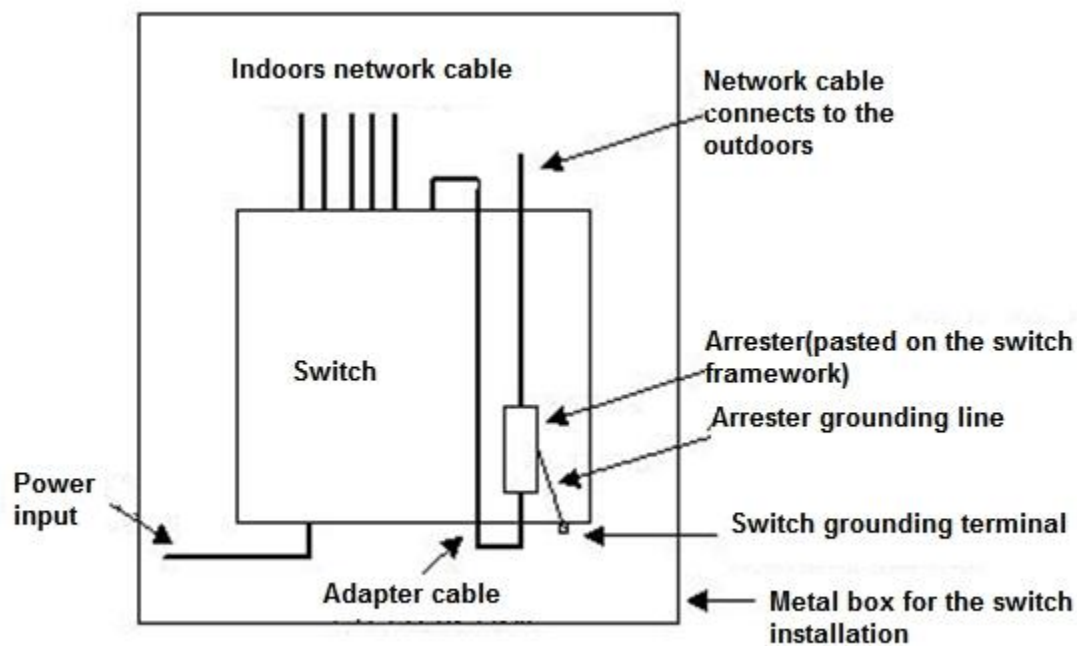 Indoors network cable
Network cable
connects to the
outdoors
Arrester(pasted on the switch
framework)
Switch
Arrester grounding line
Power
input
Switch grounding terminal
Adapter cable
Metal box for the switch
installation